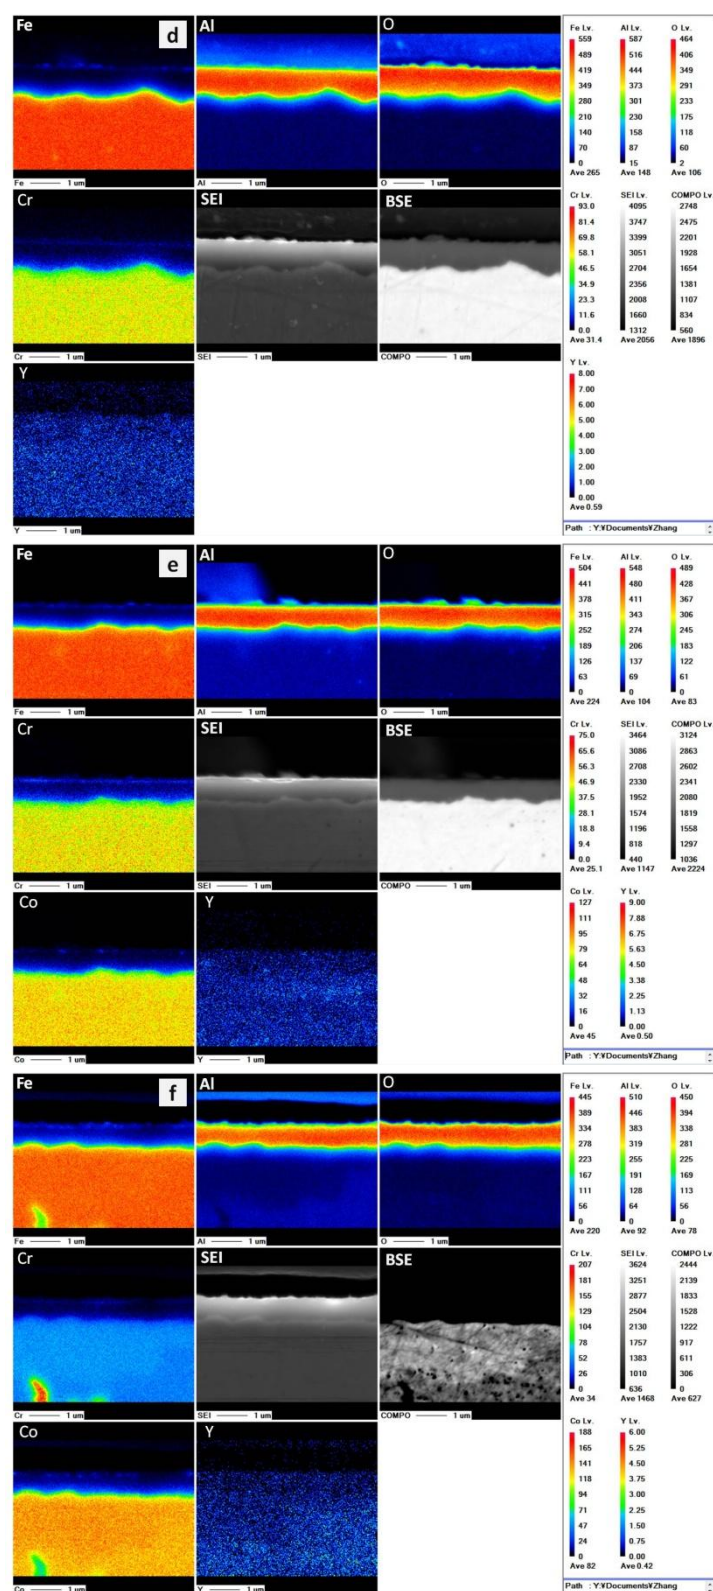 Fe d Al O
Fe Lv. Al Lv. O Lv.
559 587 464
489 516 406
419 444 349
349 373 291
280 301 233
210 230 175
140 158 118
70 87 60
0 15 2
Ave 265 Ave 148 Ave 106
Fe 1 um Al 1 um O 1 um
Cr SEI BSE
Cr Lv. SEI Lv. COMPO Lv.
93.0 4095 2748
81.4 3747 2475
69.8 3399 2201
58.1 3051 1928
46.5 2704 1654
34.9 2356 1381
23.3 2008 1107
11.6 1660 834
0.0 1312 560
Ave 31.4 Ave 2056 Ave 1896
Cr 1 um SEI 1 um COMPO 1 um
Y
Y Lv.
8.00
7.00
6.00
5.00
4.00
3.00
2.00
1.00
0.00
Ave 0.59
Path : Y:¥Documents¥Zhang
Y 1 um
Fe e Al O
Fe Lv. Al Lv. O Lv.
504 548 489
441 480 428
378 411 367
315 343 306
252 274 245
189 206 183
126 137 122
63 69 61
0 0 0
Ave 224 Ave 104 Ave 83
Fe 1 um Al 1 um O 1 um
Cr SEI BSE
Cr Lv. SEI Lv. COMPO Lv.
75.0 3464 3124
65.6 3086 2863
56.3 2708 2602
46.9 2330 2341
37.5 1952 2080
28.1 1574 1819
18.8 1196 1558
9.4 818 1297
0.0 440 1036
Ave 25.1 Ave 1147 Ave 2224
Cr 1 um SEI 1 um COMPO 1 um
Co Y
Co Lv. Y Lv.
127 9.00
111 7.88
95 6.75
79 5.63
64 4.50
48 3.38
32 2.25
16 1.13
0 0.00
Ave 45 Ave 0.50
Path : Y:¥Documents¥Zhang
Co 1 um Y 1 um
Fe f Al O
Fe Lv. Al Lv. O Lv.
445 510 450
389 446 394
334 383 338
278 319 281
223 255 225
167 191 169
111 128 113
56 64 56
0 0 0
Ave 220 Ave 92 Ave 78
Fe 1 um Al 1 um O 1 um
Cr SEI BSE
Cr Lv. SEI Lv. COMPO Lv.
207 3624 2444
181 3251 2139
155 2877 1833
129 2504 1528
104 2130 1222
78 1757 917
52 1383 611
26 1010 306
0 636 0
Ave 34 Ave 1468 Ave 627
Cr 1 um SEI 1 um COMPO 1 um
Co Y
Co Lv. Y Lv.
188 6.00
165 5.25
141 4.50
118 3.75
94 3.00
71 2.25
47 1.50
24 0.75
0 0.00
Ave 82 Ave 0.42
Path : Y:¥Documents¥Zhang
Co 1 um Y 1 um